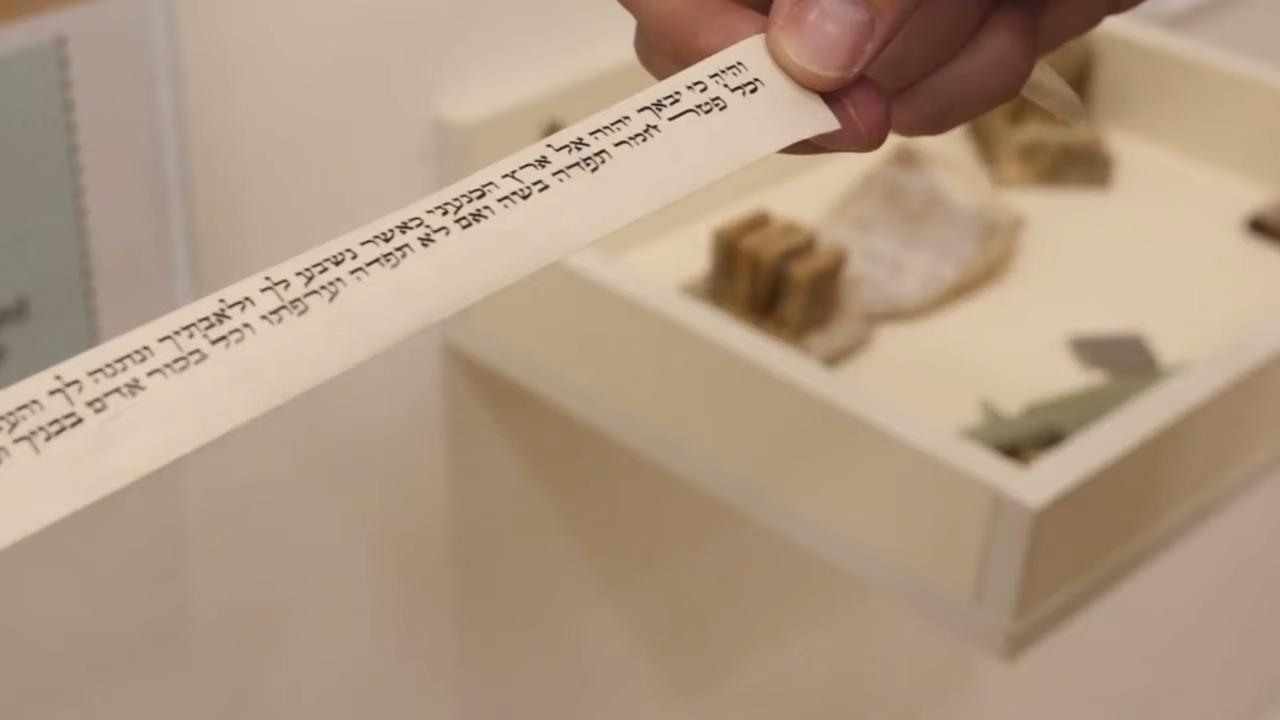 והיה כי יבאך יהוה אל ארץ הכנעני כאשר נשבע לך ולאבתיך ונתנה לך
וכל פטר חמר תפדה בשה ואם לא תפדה וערפתו וכל בכור אדם בבניך